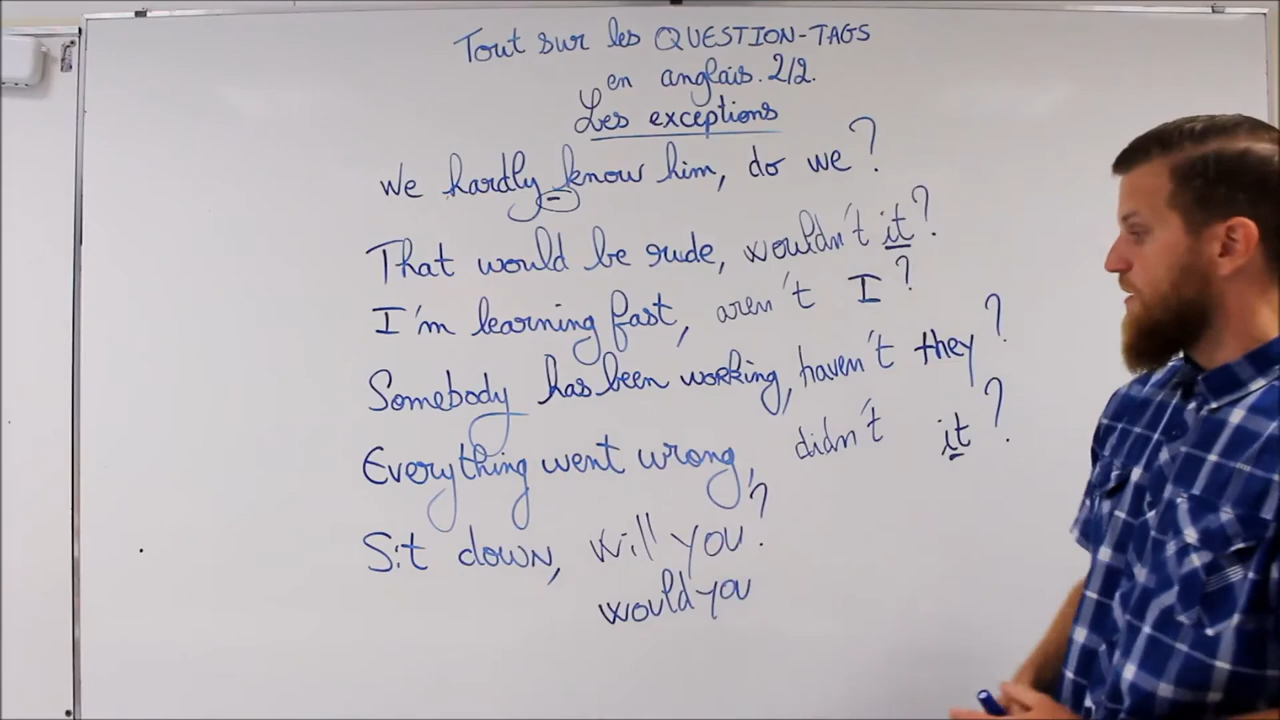 Tout sur les QUESTION-TAGS
en anglais. 2/2.
Les exceptions
We hardly know him, do we?
-
That would be rude, wouldn't it?
I'm learning fast, aren't I?
Somebody has been working, haven't they?
Everything went wrong, didn't it?
Sit down, will you?
would you